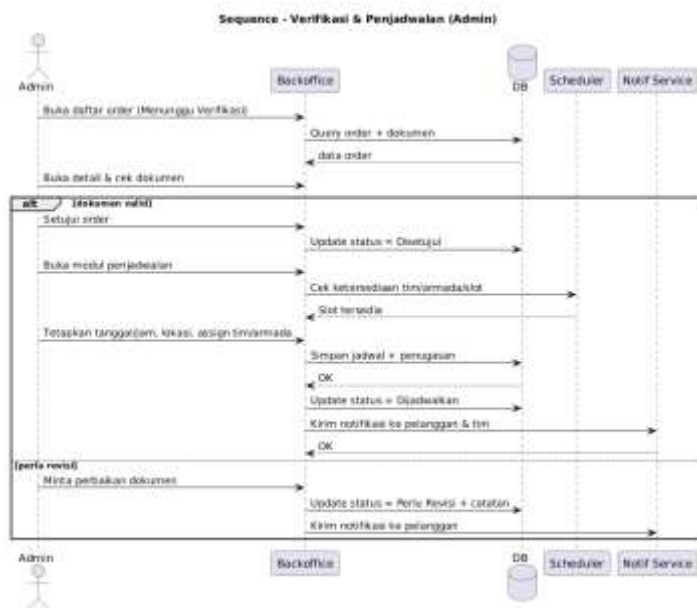 Sequence - Verifikasi & Penjadwalan (Admin)
Admin
Backoffice
DB
Scheduler
Notif Service
Buka daftar order (Menunggu Verifikasi)
Query order + dokumen
data order
Buka detail & cek dokumen
alt [dokumen valid]
Setujui order
Update status = Disetujui
Buka modul penjadwalan
Cek ketersediaan tim/armada/slot
Slot tersedia
Tetapkan tanggal/jam, lokasi, assign tim/armada
Simpan jadwal + penugasan
OK
Update status = Dijadwalkan
Kirim notifikasi ke pelanggan & tim
OK
[perlu revisi]
Minta perbaikan dokumen
Update status = Perlu Revisi + catatan
Kirim notifikasi ke pelanggan
Admin
Backoffice
DB
Scheduler
Notif Service